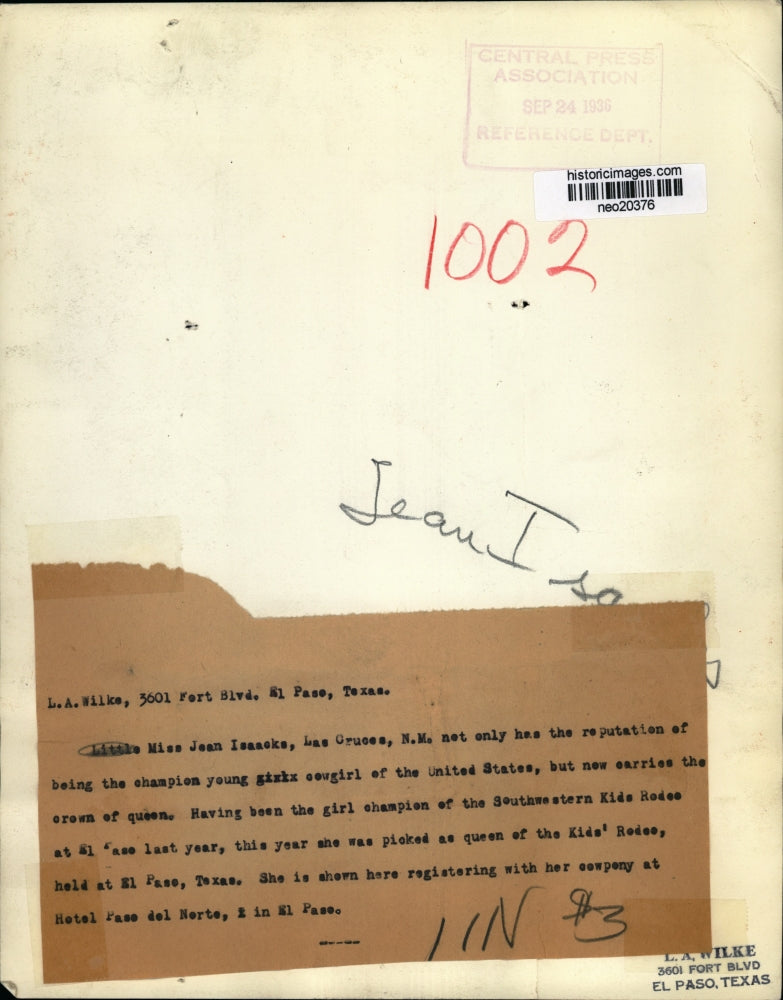 CENTRAL PRESS
ASSOCIATION
SEP 24 1936
REFERENCE DEPT.
historicimages.com
neo20376
1002
Jean Isa
L.A.Wilke, 3601 Fort Blvd. El Paso, Texas.
Little Miss Jean Isaacks, Las Cruces, N.M. not only has the reputation of
being the champion young girlx cowgirl of the United States, but now carries the
crown of queen. Having been the girl champion of the Southwestern Kids Rodeo
at El Paso last year, this year she was picked as queen of the Kids' Rodeo,
held at El Paso, Texas. She is shown here registering with her cowpony at
Hotel Paso del Norte, I in El Paso.
-----
1 IN $3
L. A. WILKE
3601 FORT BLVD
EL PASO, TEXAS